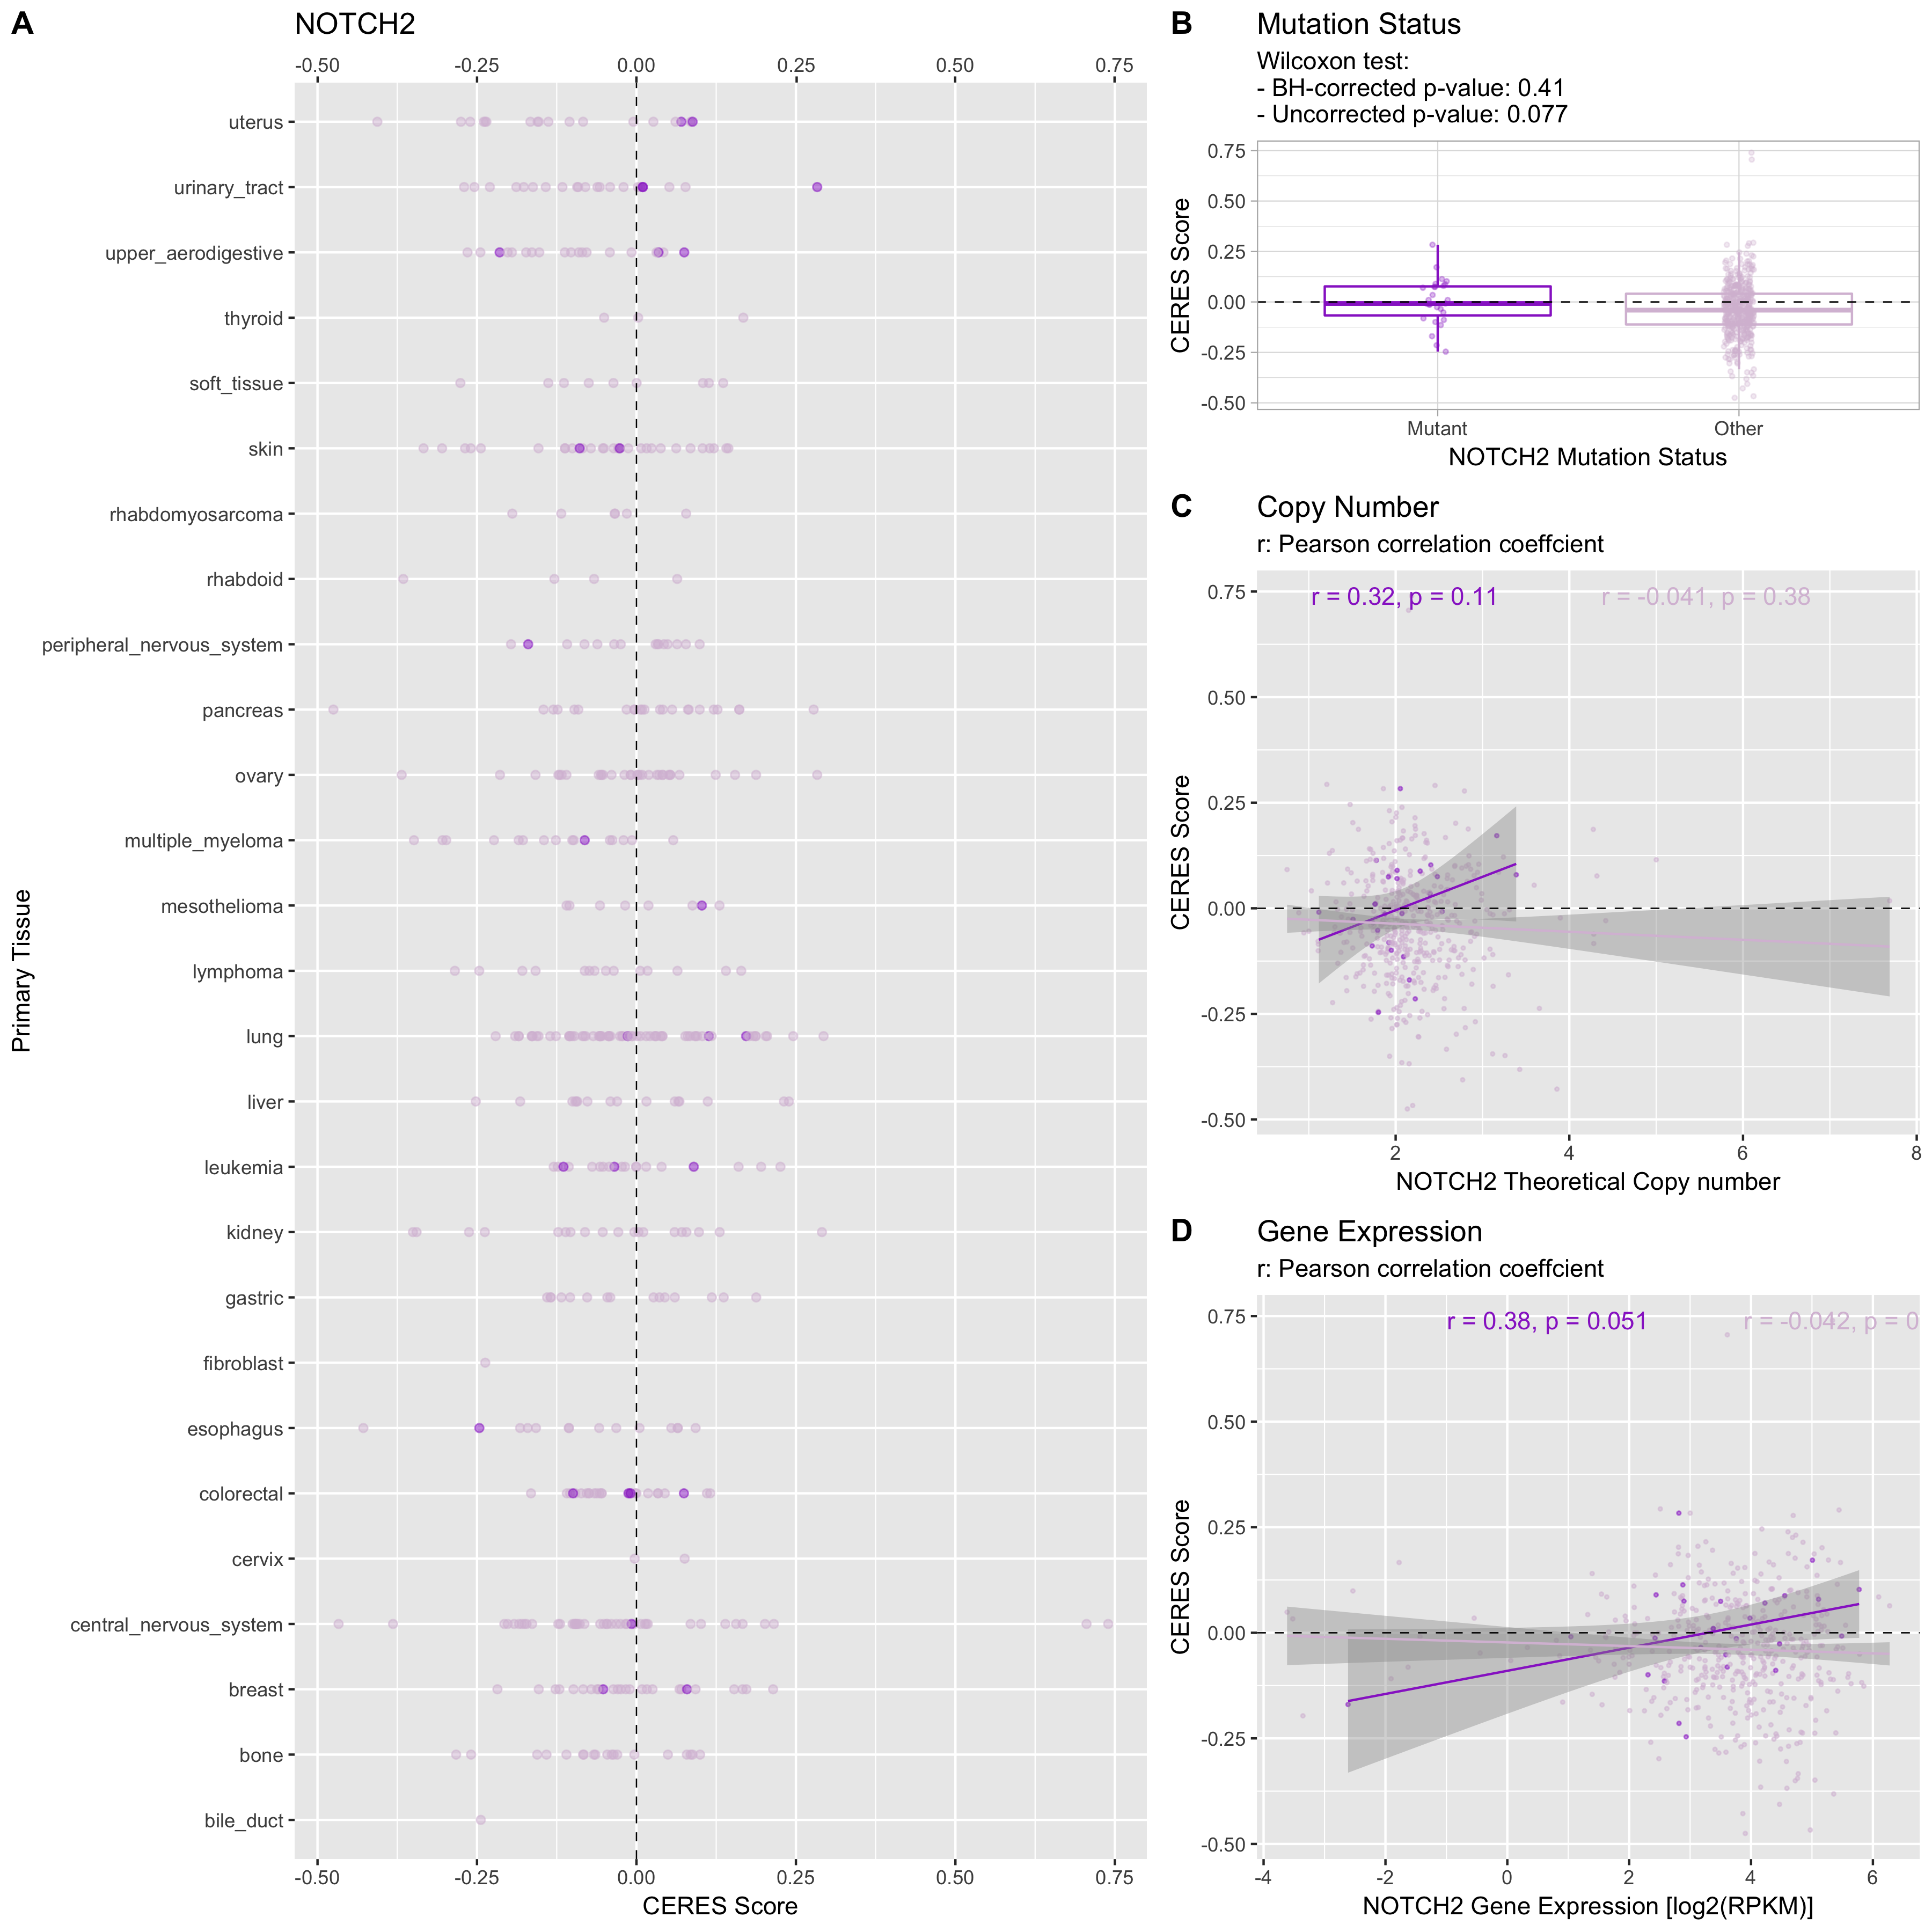 A
NOTCH2
-0.50 -0.25 0.00 0.25 0.50 0.75
Primary Tissue
uterus
urinary_tract
upper_aerodigestive
thyroid
soft_tissue
skin
rhabdomyosarcoma
rhabdoid
peripheral_nervous_system
pancreas
ovary
multiple_myeloma
mesothelioma
lymphoma
lung
liver
leukemia
kidney
gastric
fibroblast
esophagus
colorectal
cervix
central_nervous_system
breast
bone
bile_duct
-0.50 -0.25 0.00 0.25 0.50 0.75
CERES Score
B
Mutation Status
Wilcoxon test:
- BH-corrected p-value: 0.41
- Uncorrected p-value: 0.077
CERES Score
0.75
0.50
0.25
0.00
-0.25
-0.50
Mutant Other
NOTCH2 Mutation Status
C
Copy Number
r: Pearson correlation coeffcient
r = 0.32, p = 0.11 r = -0.041, p = 0.38
CERES Score
0.75
0.50
0.25
0.00
-0.25
-0.50
2 4 6 8
NOTCH2 Theoretical Copy number
D
Gene Expression
r: Pearson correlation coeffcient
r = 0.38, p = 0.051 r = -0.042, p = 0
CERES Score
0.75
0.50
0.25
0.00
-0.25
-0.50
-4 -2 0 2 4 6
NOTCH2 Gene Expression [log2(RPKM)]